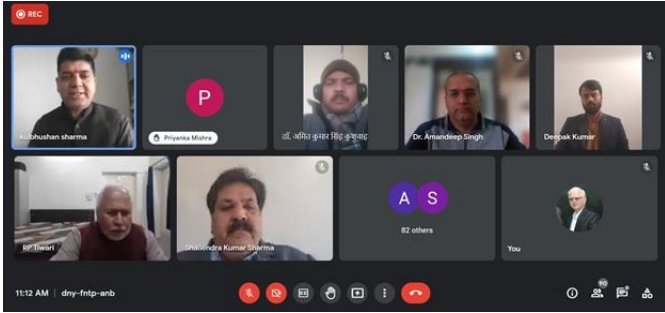 REC
P
Kulbhushan sharma
Priyanka Mishra
डॉ. अमित कुमार सिंह कुशवाह
Dr. Amandeep Singh
Deepak Kumar
A S
82 others
RP Tiwari
Shailendra Kumar Sharma
You
11:12 AM | dny-fntp-anb
90